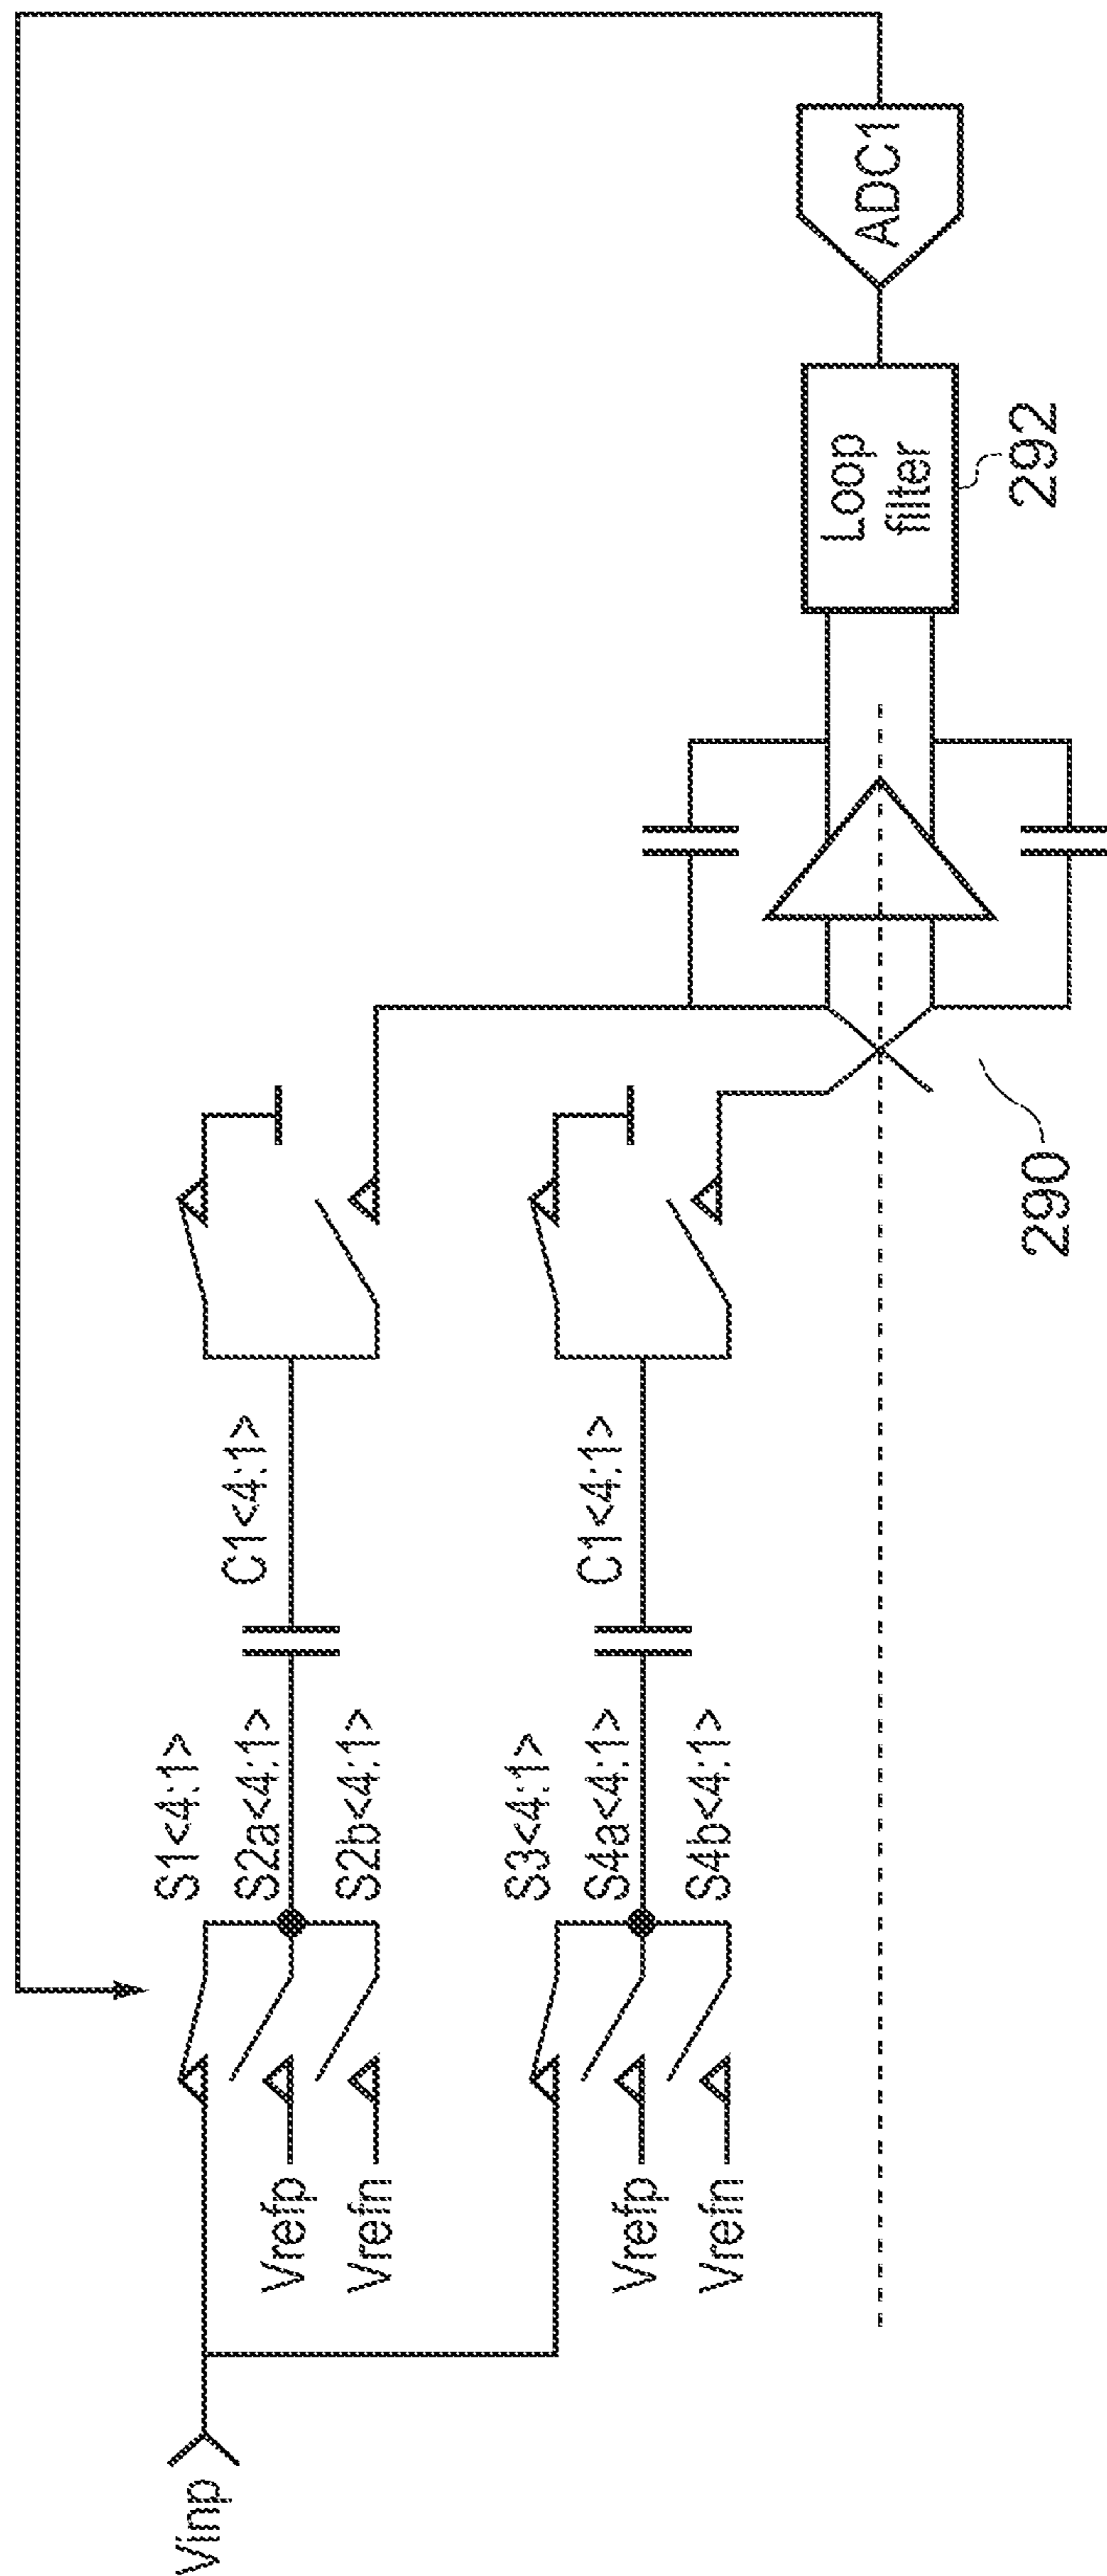 Vinp
Vrefp
Vrefn
S1<4:1>
S2a<4:1>
S2b<4:1>
C1<4:1>
Vrefp
Vrefn
S3<4:1>
S4a<4:1>
S4b<4:1>
C1<4:1>
290
Loop
filter
292
ADC1